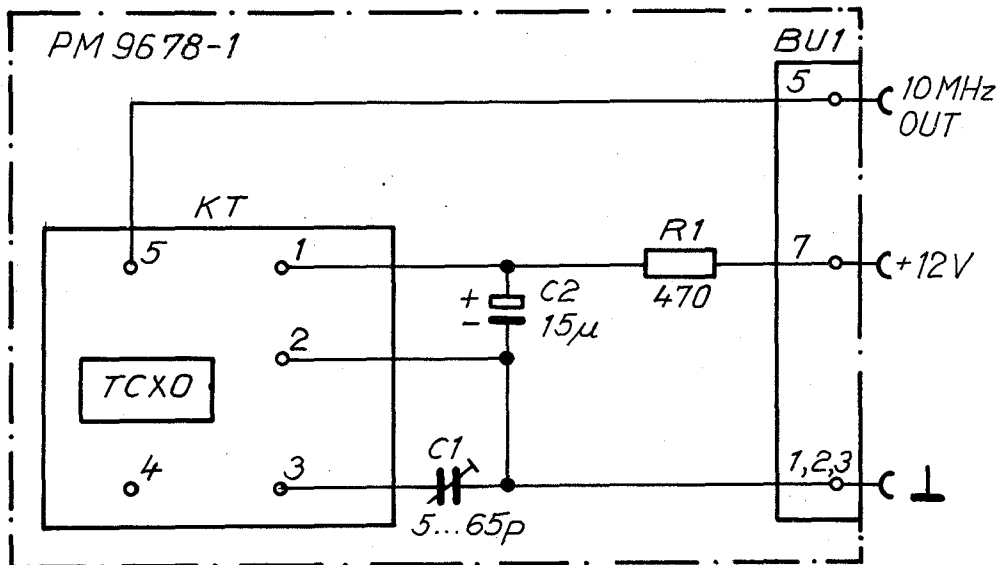 PM 9678-1
BU1
5
10 MHz
OUT
KT
5
1
R1
7
+12V
470
+
C2
-
15μ
2
TCXO
4
3
C1
1,2,3
5...65p